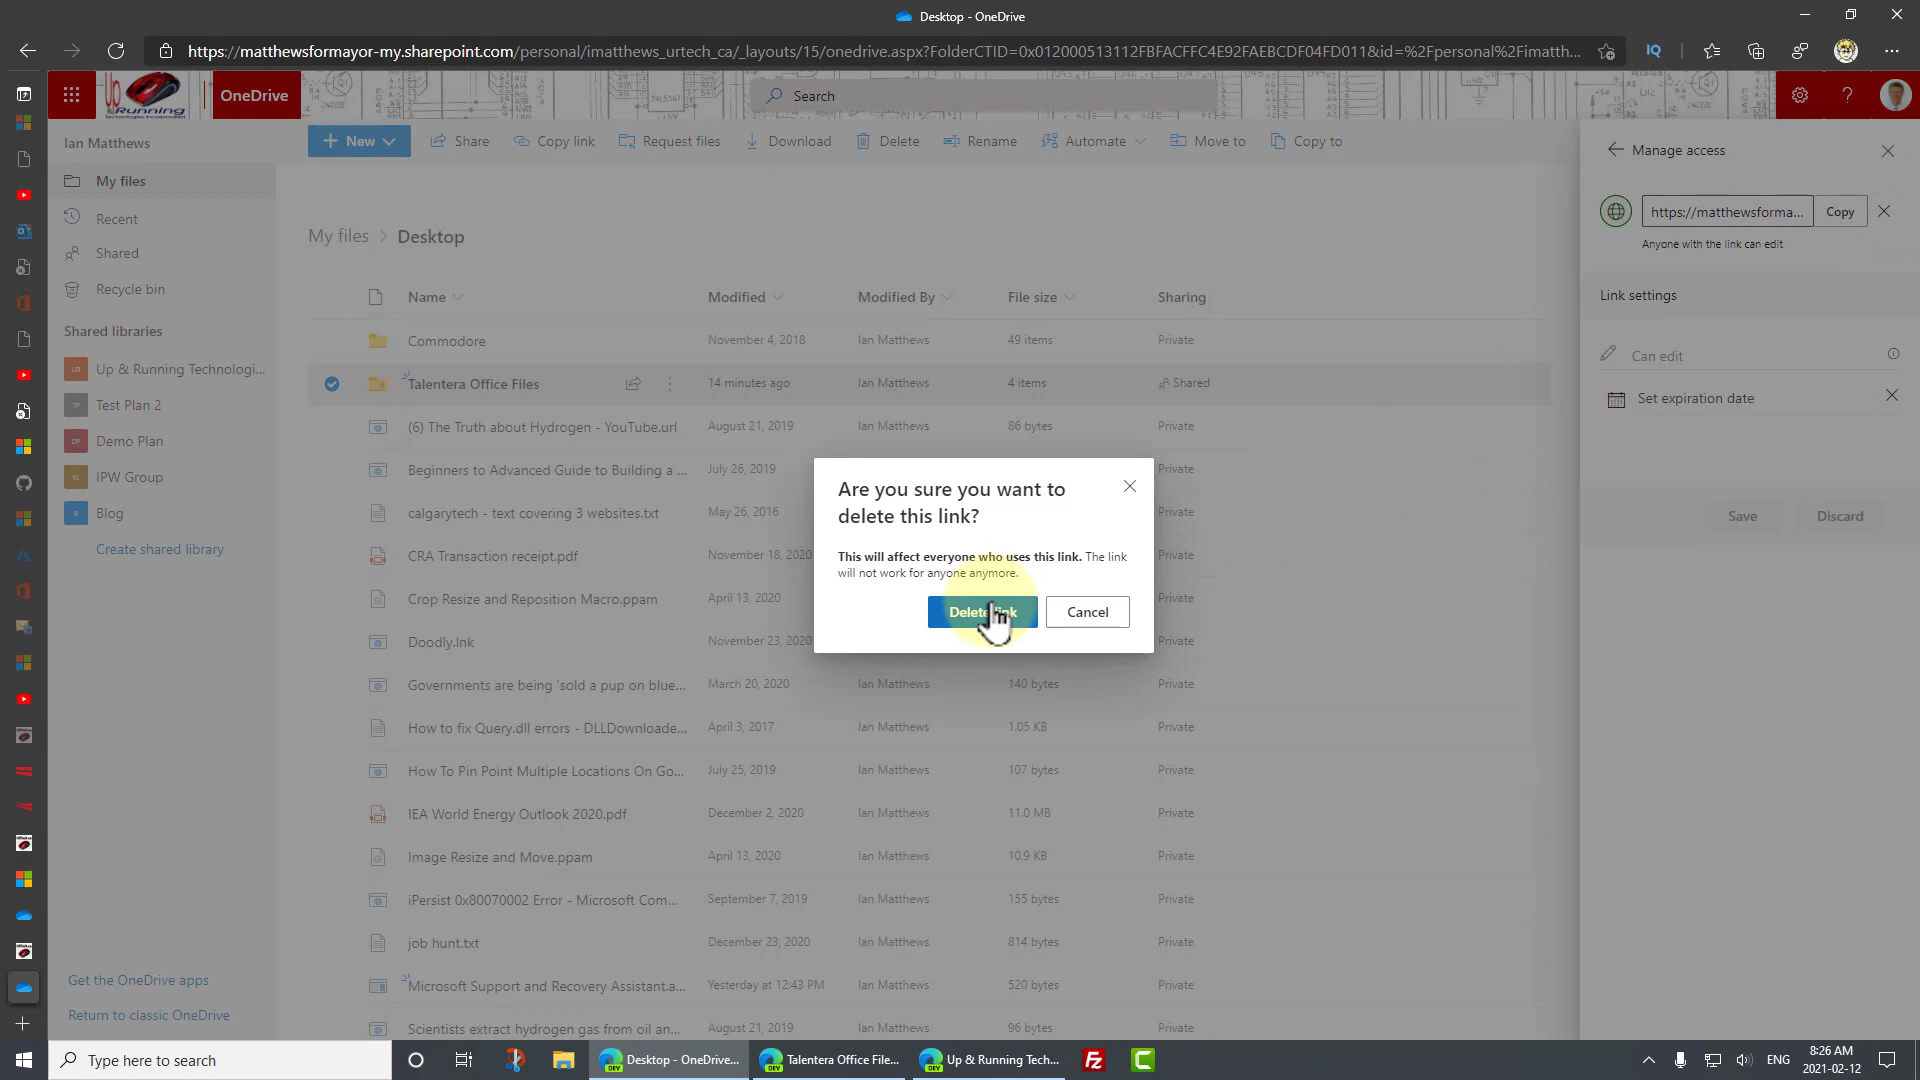 Desktop - OneDrive
https://matthewsformayor-my.sharepoint.com/personal/imatthews_urtech_ca/_layouts/15/onedrive.aspx?FolderCTID=0x012000513112FBFACFFC4E92FAEBCDF04FD011&id=%2Fpersonal%2Fimatth...
IQ
Up & Running
OneDrive
Search
Ian Matthews
New
Share
Copy link
Request files
Download
Delete
Rename
Automate
Move to
Copy to
My files
Recent
Shared
Recycle bin
Shared libraries
Up & Running Technologi...
Test Plan 2
Demo Plan
IPW Group
Blog
Create shared library
Get the OneDrive apps
Return to classic OneDrive
My files > Desktop
Name Modified Modified By File size Sharing
Commodore November 4, 2018 Ian Matthews 49 items Private
Talentera Office Files 14 minutes ago Ian Matthews 4 items Shared
(6) The Truth about Hydrogen - YouTube.url August 21, 2019 Ian Matthews 86 bytes Private
Beginners to Advanced Guide to Building a ... July 26, 2019 Private
calgarytech - text covering 3 websites.txt May 26, 2016 Private
CRA Transaction receipt.pdf November 18, 2020 Private
Crop Resize and Reposition Macro.ppam April 13, 2020 Private
Doodly.lnk November 23, 2020 Private
Governments are being 'sold a pup on blue... March 20, 2020 Ian Matthews 140 bytes Private
How to fix Query.dll errors - DLLDownloade... April 3, 2017 Ian Matthews 1.05 KB Private
How To Pin Point Multiple Locations On Go... July 25, 2019 Ian Matthews 107 bytes Private
IEA World Energy Outlook 2020.pdf December 2, 2020 Ian Matthews 11.0 MB Private
Image Resize and Move.ppam April 13, 2020 Ian Matthews 10.9 KB Private
iPersist 0x80070002 Error - Microsoft Com... September 7, 2019 Ian Matthews 155 bytes Private
job hunt.txt December 23, 2020 Ian Matthews 814 bytes Private
Microsoft Support and Recovery Assistant.a... Yesterday at 12:43 PM Ian Matthews 520 bytes Private
Scientists extract hydrogen gas from oil an... August 21, 2019 Ian Matthews 96 bytes Private
Are you sure you want to
delete this link?
This will affect everyone who uses this link. The link
will not work for anyone anymore.
Delete link
Cancel
Manage access
https://matthewsforma...
Copy
Anyone with the link can edit
Link settings
Can edit
Set expiration date
Save
Discard
Type here to search
Desktop - OneDrive...
Talentera Office File...
Up & Running Tech...
ENG
8:26 AM
2021-02-12